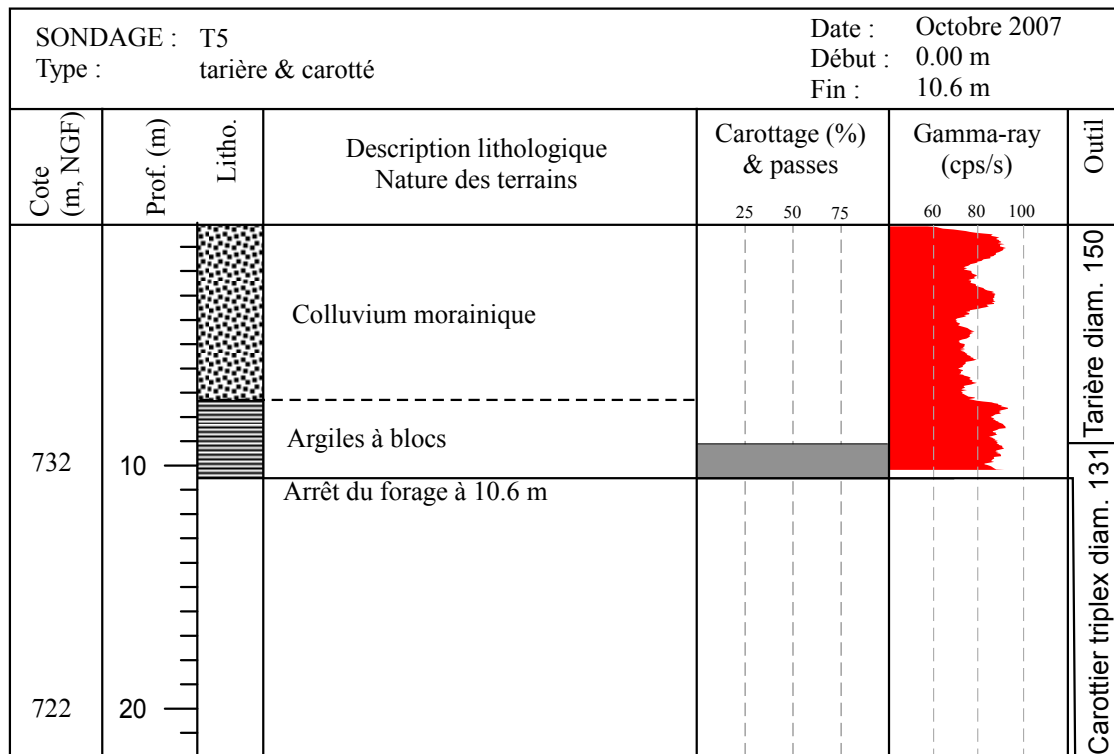 SONDAGE : T5
Type : tarière & carotté
Date : Octobre 2007
Début : 0.00 m
Fin : 10.6 m
Cote
(m, NGF)
Prof. (m)
Litho.
Description lithologique
Nature des terrains
Carottage (%)
& passes
25 50 75
Gamma-ray
(cps/s)
60 80 100
Outil
Colluvium morainique
Argiles à blocs
Arrêt du forage à 10.6 m
732 10
722 20
Tarière diam. 150
Carottier triplex diam. 131